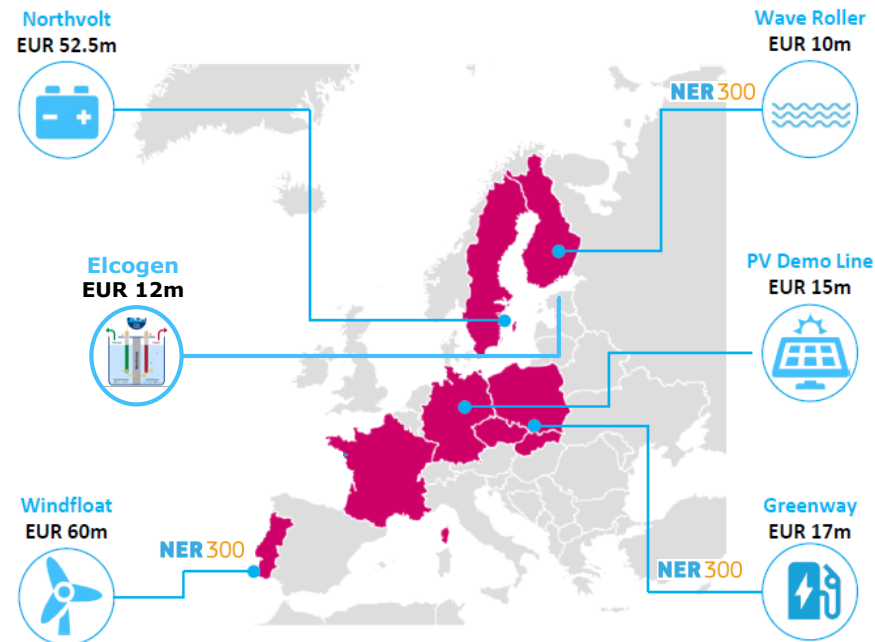 Northvolt
EUR 52.5m
Wave Roller
EUR 10m
NER300
Elcogen
EUR 12m
PV Demo Line
EUR 15m
Windfloat
EUR 60m
NER300
Greenway
EUR 17m
NER300